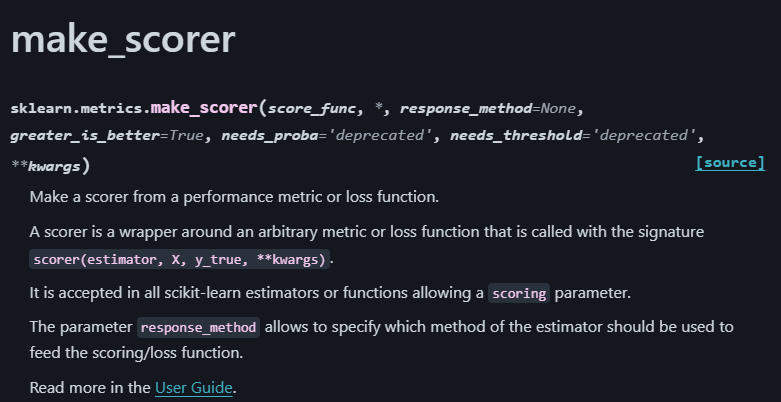 make_scorer
sklearn.metrics.make_scorer(score_func, *, response_method=None,
greater_is_better=True, needs_proba='deprecated', needs_threshold='deprecated',
**kwargs) [source]
Make a scorer from a performance metric or loss function.
A scorer is a wrapper around an arbitrary metric or loss function that is called with the signature
scorer(estimator, X, y_true, **kwargs).
It is accepted in all scikit-learn estimators or functions allowing a scoring parameter.
The parameter response_method allows to specify which method of the estimator should be used to
feed the scoring/loss function.
Read more in the User Guide.